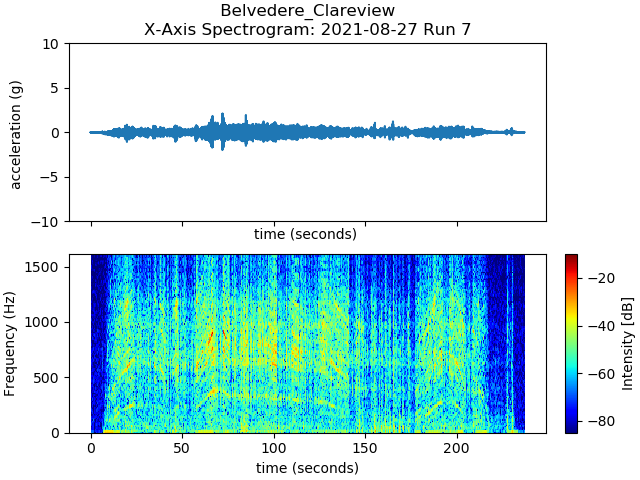 Belvedere_Clareview
X-Axis Spectrogram: 2021-08-27 Run 7
10
5
0
−5
−10
acceleration (g)
time (seconds)
1500
1000
500
0
Frequency (Hz)
0 50 100 150 200
time (seconds)
−20
−40
−60
−80
Intensity [dB]